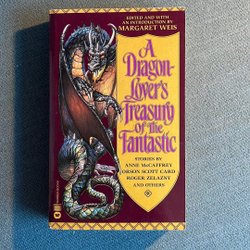 EDITED AND WITH
AN INTRODUCTION BY
MARGARET WEIS
A
Dragon-
Lover's
Treasury
Of The
Fantastic
STORIES BY
ANNE McCAFFREY
ORSON SCOTT CARD
ROGER ZELAZNY
AND OTHERS